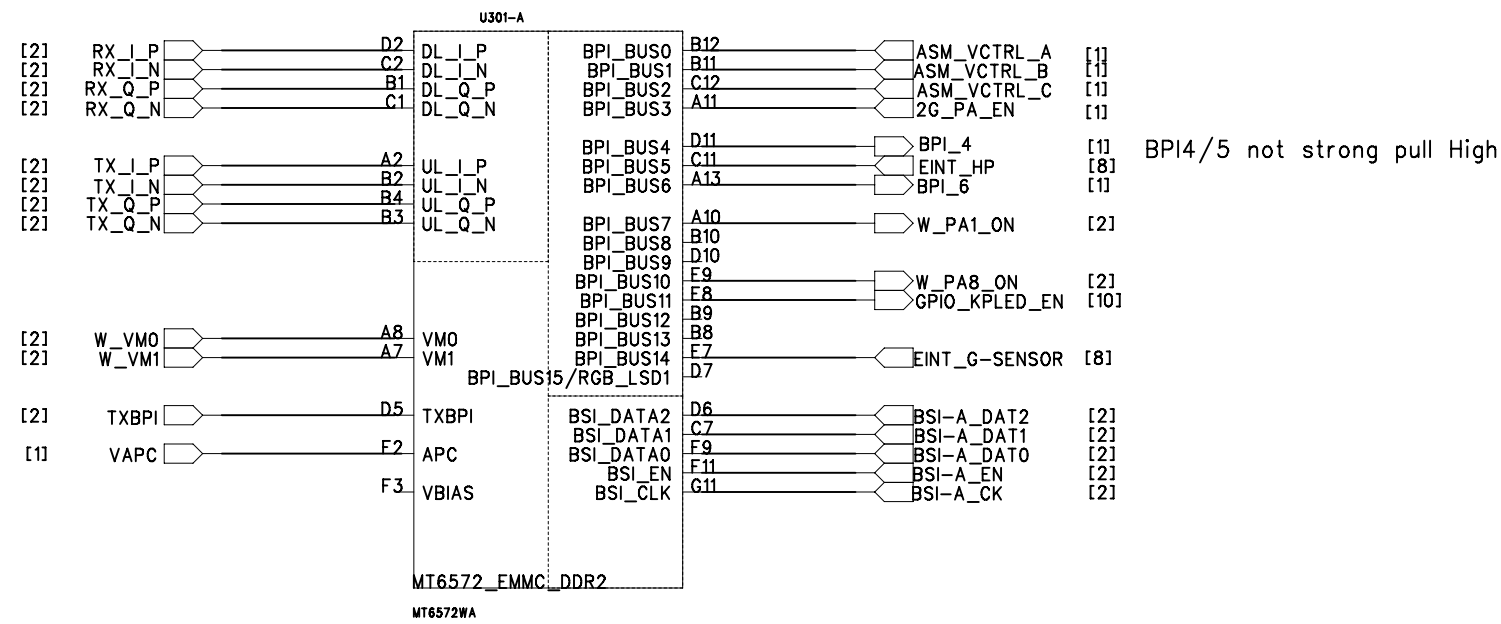 U301-A
[2] RX_I_P D2 DL_I_P BPI_BUS0 B12 ASM_VCTRL_A [1]
[2] RX_I_N C2 DL_I_N BPI_BUS1 B11 ASM_VCTRL_B [1]
[2] RX_Q_P B1 DL_Q_P BPI_BUS2 C12 ASM_VCTRL_C [1]
[2] RX_Q_N C1 DL_Q_N BPI_BUS3 A11 2G_PA_EN [1]
BPI_BUS4 D11 BPI_4 [1] BPI4/5 not strong pull High
[2] TX_I_P A2 UL_I_P BPI_BUS5 C11 EINT_HP [8]
[2] TX_I_N B2 UL_I_N BPI_BUS6 A13 BPI_6 [1]
[2] TX_Q_P B4 UL_Q_P
[2] TX_Q_N B3 UL_Q_N BPI_BUS7 A10 W_PA1_ON [2]
BPI_BUS8 B10
BPI_BUS9 D10
BPI_BUS10 E9 W_PA8_ON [2]
BPI_BUS11 E8 GPIO_KPLED_EN [10]
BPI_BUS12 B9
[2] W_VM0 A8 VM0 BPI_BUS13 B8
[2] W_VM1 A7 VM1 BPI_BUS14 E7 EINT_G-SENSOR [8]
BPI_BUS15/RGB_LSD1 D7
[2] TXBPI D5 TXBPI BSI_DATA2 D6 BSI-A_DAT2 [2]
BSI_DATA1 C7 BSI-A_DAT1 [2]
[1] VAPC F2 APC BSI_DATA0 F9 BSI-A_DAT0 [2]
BSI_EN F11 BSI-A_EN [2]
F3 VBIAS BSI_CLK G11 BSI-A_CK [2]
MT6572_EMMC_DDR2
MT6572WA